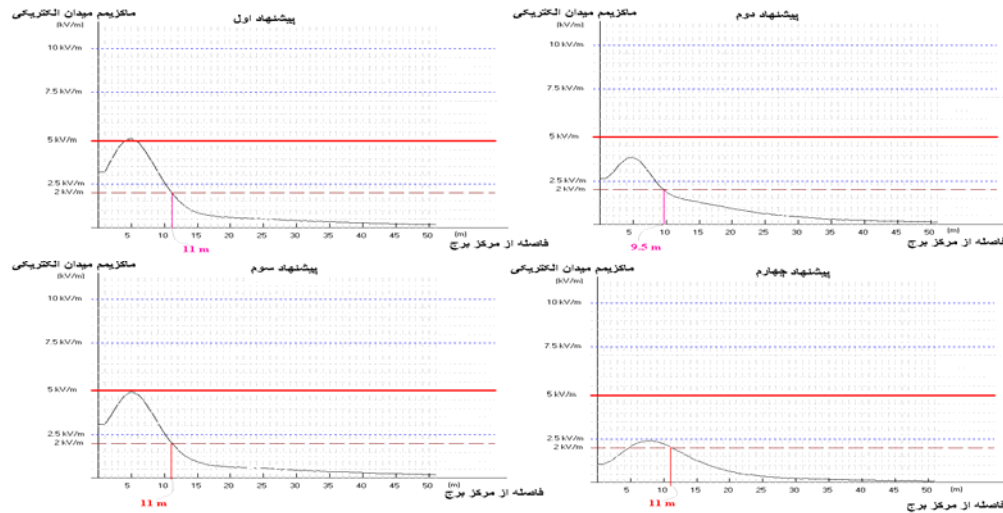 ماکزیمم میدان الکتریکی
پیشنهاد اول
[kV/m]
10 kV/m
7.5 kV/m
5 kV/m
2.5 kV/m
2 kV/m
5 10 15 20 25 30 35 40 45 50 [m]
11 m
فاصله از مرکز برج
ماکزیمم میدان الکتریکی
پیشنهاد دوم
[kV/m]
10 kV/m
7.5 kV/m
5 kV/m
2.5 kV/m
2 kV/m
5 10 15 20 25 30 35 40 45 50 [m]
9.5 m
فاصله از مرکز برج
ماکزیمم میدان الکتریکی
پیشنهاد سوم
[kV/m]
10 kV/m
7.5 kV/m
5 kV/m
2.5 kV/m
2 kV/m
5 10 15 20 25 30 35 40 45 50 [m]
11 m
فاصله از مرکز برج
ماکزیمم میدان الکتریکی
پیشنهاد چهارم
[kV/m]
10 kV/m
7.5 kV/m
5 kV/m
2.5 kV/m
2 kV/m
5 10 15 20 25 30 35 40 45 50 [m]
11 m
فاصله از مرکز برج